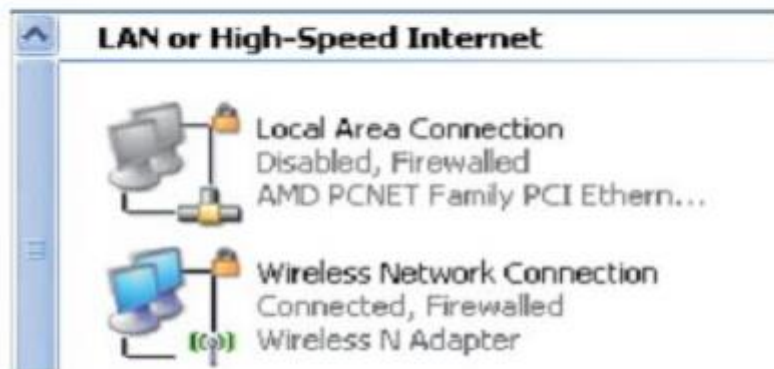 LAN or High-Speed Internet
Local Area Connection
Disabled, Firewalled
AMD PCNET Family PCI Ethern...
Wireless Network Connection
Connected, Firewalled
Wireless N Adapter